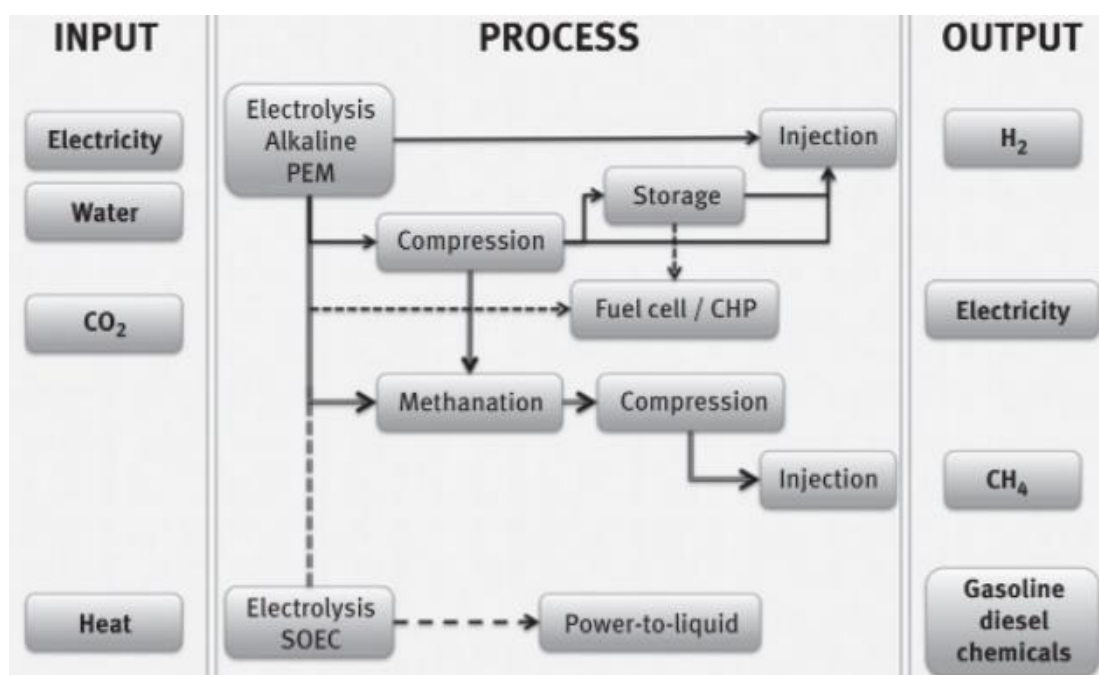 INPUT
PROCESS
OUTPUT
Electricity
Water
CO₂
Heat
Electrolysis
Alkaline
PEM
Injection
Storage
Compression
Fuel cell / CHP
Methanation
Compression
Injection
Electrolysis
SOEC
Power-to-liquid
H₂
Electricity
CH₄
Gasoline
diesel
chemicals